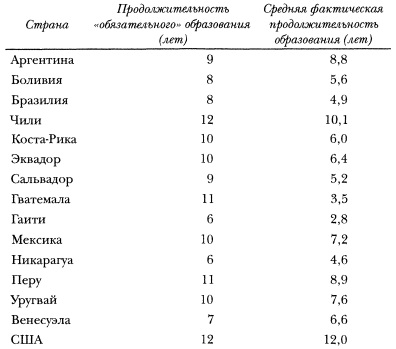 Страна Продолжительность «обязательного» образования (лет) Средняя фактическая продолжительность образования (лет)
Аргентина 9 8,8
Боливия 8 5,6
Бразилия 8 4,9
Чили 12 10,1
Коста-Рика 10 6,0
Эквадор 10 6,4
Сальвадор 9 5,2
Гватемала 11 3,5
Гаити 6 2,8
Мексика 10 7,2
Никарагуа 6 4,6
Перу 11 8,9
Уругвай 10 7,6
Венесуэла 7 6,6
США 12 12,0